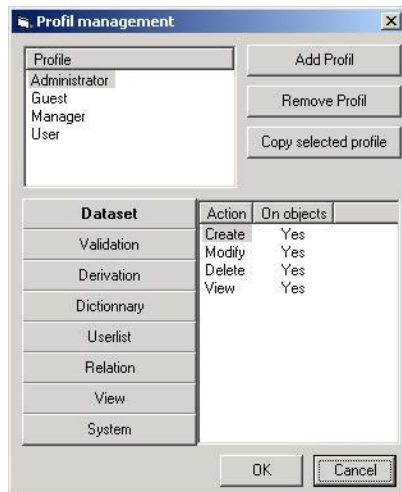 Profil management
Profile
Administrator
Guest
Manager
User
Add Profil
Remove Profil
Copy selected profile
Dataset
Validation
Derivation
Dictionnary
Userlist
Relation
View
System
Action On objects
Create Yes
Modify Yes
Delete Yes
View Yes
OK Cancel